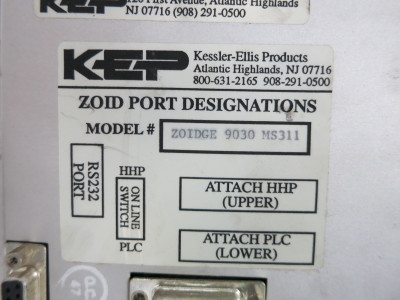 120 First Avenue, Atlantic Highlands
NJ 07716 (908) 291-0500
KEP
Kessler-Ellis Products
Atlantic Highlands, NJ 07716
800-631-2165 908-291-0500
ZOID PORT DESIGNATIONS
MODEL # ZOIDGE 9030 MS311
RS232
PORT
HHP
ON LINE
SWITCH
PLC
ATTACH HHP
(UPPER)
ATTACH PLC
(LOWER)